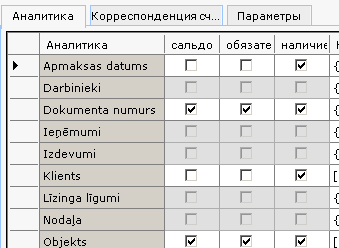 Аналитика Корреспонденция сч... Параметры
Аналитика сальдо обязате наличие
Apmaksas datums
Darbinieki
Dokumenta numurs
Ieņēmumi
Izdevumi
Klients
Līzinga līgumi
Nodaļa
Objekts